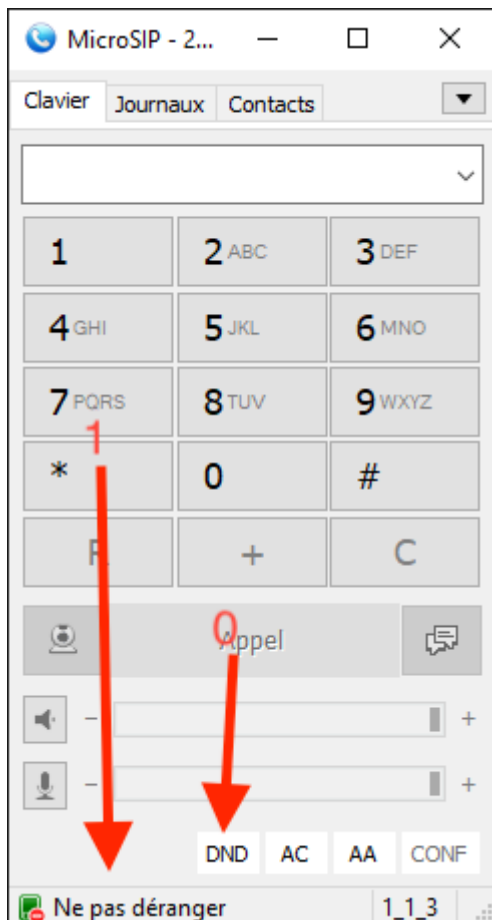 MicroSIP - 2...
Clavier Journaux Contacts
1 2 ABC 3 DEF
4 GHI 5 JKL 6 MNO
7 PQRS 8 TUV 9 WXYZ
1
* 0 #
R + C
0
Appel
- +
- +
DND AC AA CONF
Ne pas déranger 1_1_3